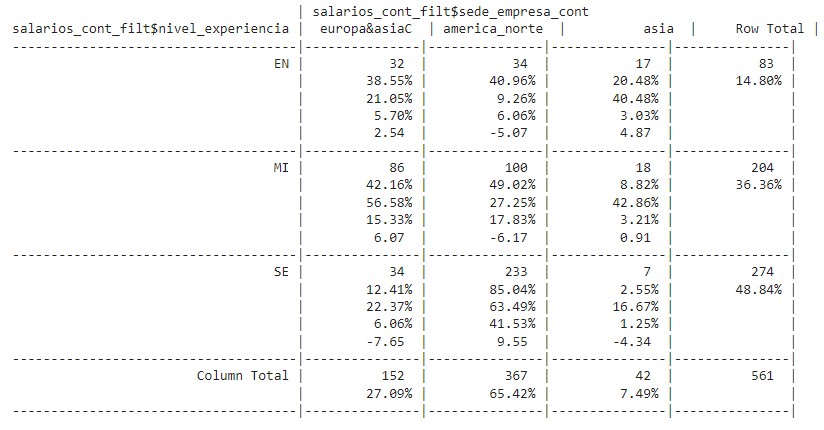 | salarios_cont_filt$sede_empresa_cont
salarios_cont_filt$nivel_experiencia | europa&asiaC | america_norte | asia | Row Total |
-------------------------------------|---------------|---------------|---------------|---------------|
EN | 32 | 34 | 17 | 83 |
| 38.55% | 40.96% | 20.48% | 14.80% |
| 21.05% | 9.26% | 40.48% | |
| 5.70% | 6.06% | 3.03% | |
| 2.54 | -5.07 | 4.87 | |
-------------------------------------|---------------|---------------|---------------|---------------|
MI | 86 | 100 | 18 | 204 |
| 42.16% | 49.02% | 8.82% | 36.36% |
| 56.58% | 27.25% | 42.86% | |
| 15.33% | 17.83% | 3.21% | |
| 6.07 | -6.17 | 0.91 | |
-------------------------------------|---------------|---------------|---------------|---------------|
SE | 34 | 233 | 7 | 274 |
| 12.41% | 85.04% | 2.55% | 48.84% |
| 22.37% | 63.49% | 16.67% | |
| 6.06% | 41.53% | 1.25% | |
| -7.65 | 9.55 | -4.34 | |
-------------------------------------|---------------|---------------|---------------|---------------|
Column Total | 152 | 367 | 42 | 561 |
| 27.09% | 65.42% | 7.49% | |
-------------------------------------|---------------|---------------|---------------|---------------|